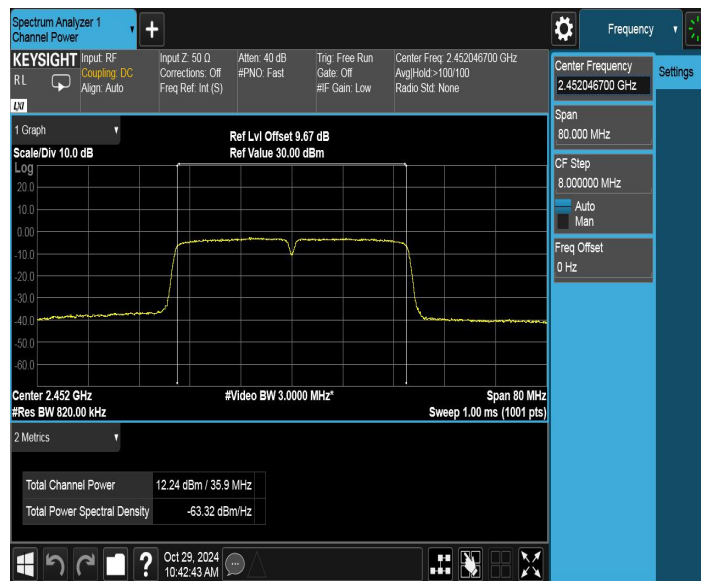 Spectrum Analyzer 1
Channel Power
+
Frequency
KEYSIGHT
R L
LXI
Input: RF
Coupling: DC
Align: Auto
Input Z: 50 Ω
Corrections: Off
Freq Ref: Int (S)
Atten: 40 dB
#PNO: Fast
Trig: Free Run
Gate: Off
#IF Gain: Low
Center Freq: 2.452046700 GHz
Avg|Hold:>100/100
Radio Std: None
Center Frequency
2.452046700 GHz
Settings
Span
80.000 MHz
CF Step
8.000000 MHz
Auto
Man
Freq Offset
0 Hz
1 Graph
Scale/Div 10.0 dB
Ref Lvl Offset 9.67 dB
Ref Value 30.00 dBm
Log
20.0
10.0
0.00
-10.0
-20.0
-30.0
-40.0
-50.0
-60.0
Center 2.452 GHz
#Video BW 3.0000 MHz*
Span 80 MHz
#Res BW 820.00 kHz
Sweep 1.00 ms (1001 pts)
2 Metrics
Total Channel Power 12.24 dBm / 35.9 MHz
Total Power Spectral Density -63.32 dBm/Hz
?
Oct 29, 2024
10:42:43 AM